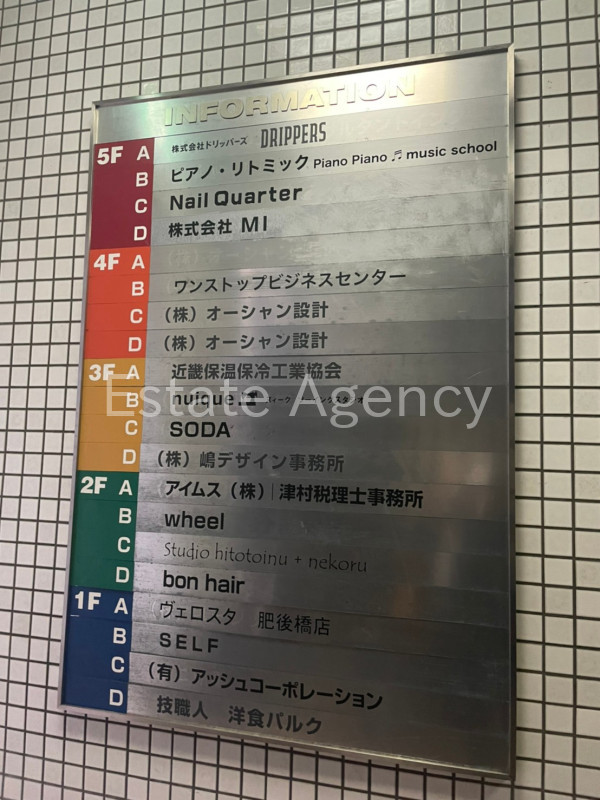 INFORMATION
5F A 株式会社ドリッパーズ DRIPPERS
B ピアノ・リトミック Piano Piano ♬ music school
C Nail Quarter
D 株式会社 MI
4F A
B ワンストップビジネスセンター
C (株) オーシャン設計
D (株) オーシャン設計
3F A 近畿保温保冷工業協会
B nuique.
C SODA
D (株) 嶋デザイン事務所
2F A アイムス (株) | 津村税理士事務所
B wheel
C Studio hitotoinu + nekoru
D bon hair
1F A ヴェロスタ 肥後橋店
B SELF
C (有) アッシュコーポレーション
D 技職人 洋食バルク
Estate Agency